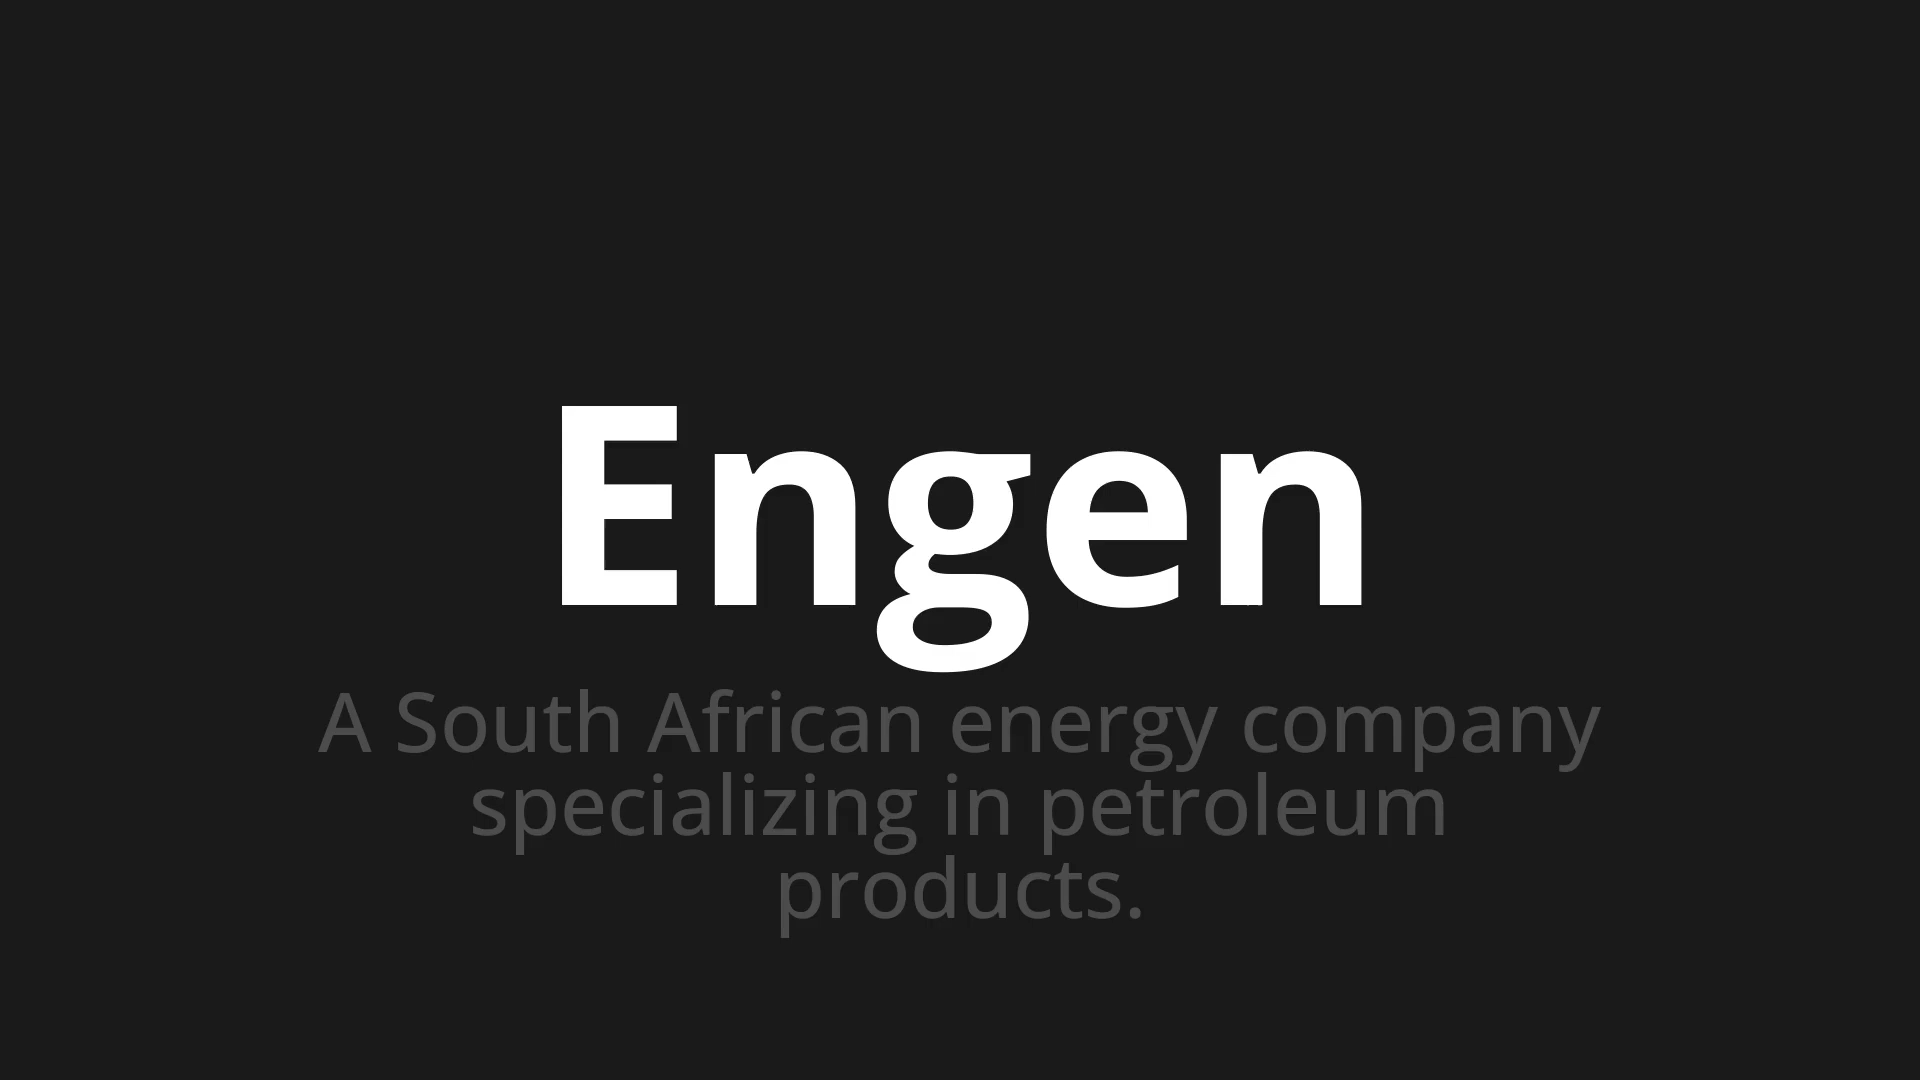 Engen
A South African energy company
specializing in petroleum
products.